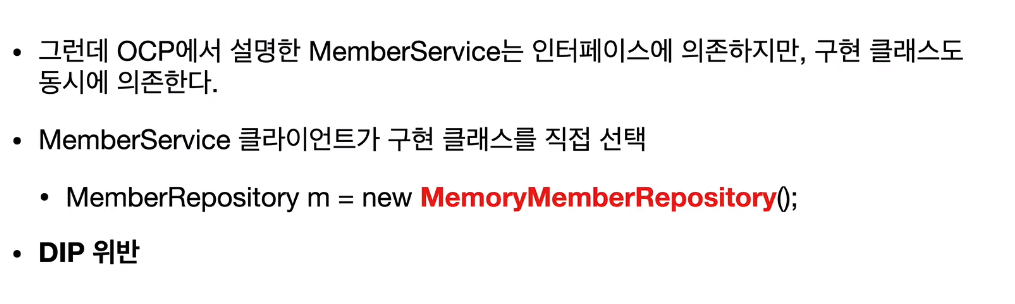 • 그런데 OCP에서 설명한 MemberService는 인터페이스에 의존하지만, 구현 클래스도
동시에 의존한다.
• MemberService 클라이언트가 구현 클래스를 직접 선택
• MemberRepository m = new MemoryMemberRepository();
• DIP 위반